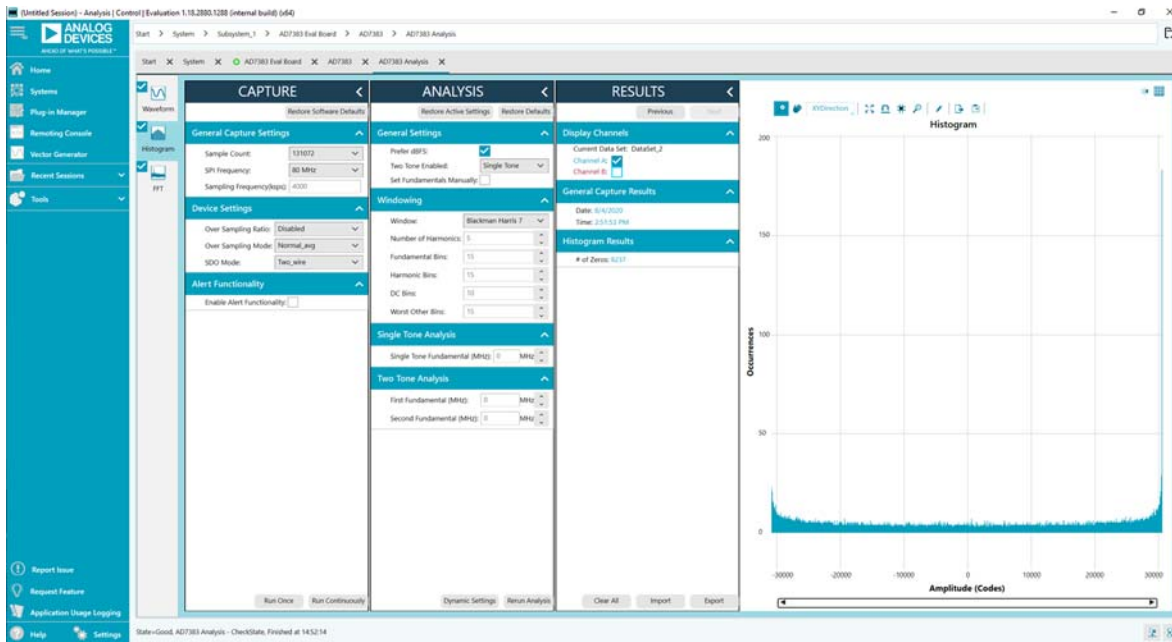 (Untitled Session) - Analysis | Control | Evaluation 1.18.2880.1288 (internal build) (x64)
ANALOG DEVICES
AHEAD OF WHAT'S POSSIBLE™
Start > System > Subsystem_1 > AD7383 Eval Board > AD7383 > AD7383 Analysis
Start X System X AD7383 Eval Board X AD7383 X AD7383 Analysis X
Home
Systems
Plug-in Manager
Remoting Console
Vector Generator
Recent Sessions
Tools
Report Issue
Request Feature
Application Usage Logging
Help Settings
Waveform
Histogram
FFT
CAPTURE
Restore Software Defaults
General Capture Settings
Sample Count: 131072
SPI Frequency: 80 MHz
Sampling Frequency(ksps): 4000
Device Settings
Over Sampling Ratio: Disabled
Over Sampling Mode: Normal_avg
SDO Mode: Two_wire
Alert Functionality
Enable Alert Functionality:
Run Once Run Continuously
ANALYSIS
Restore Active Settings Restore Defaults
General Settings
Prefer dBFS:
Two Tone Enabled: Single Tone
Set Fundamentals Manually:
Windowing
Window: Blackman Harris 7
Number of Harmonics: 5
Fundamental Bins: 15
Harmonic Bins: 15
DC Bins: 10
Worst Other Bins: 15
Single Tone Analysis
Single Tone Fundamental (MHz): 0 MHz
Two Tone Analysis
First Fundamental (MHz): 0 MHz
Second Fundamental (MHz): 0 MHz
Dynamic Settings Rerun Analysis
RESULTS
Previous Next
Display Channels
Current Data Set: DataSet_2
Channel A:
Channel B:
General Capture Results
Date: 8/4/2020
Time: 2:51:53 PM
Histogram Results
# of Zeros: 8237
Clear All Import Export
XYDirection
Histogram
200
150
100
50
0
Occurrences
-30000 -20000 -10000 0 10000 20000 30000
Amplitude (Codes)
State=Good, AD7383 Analysis - CheckState, Finished at 14:52:14